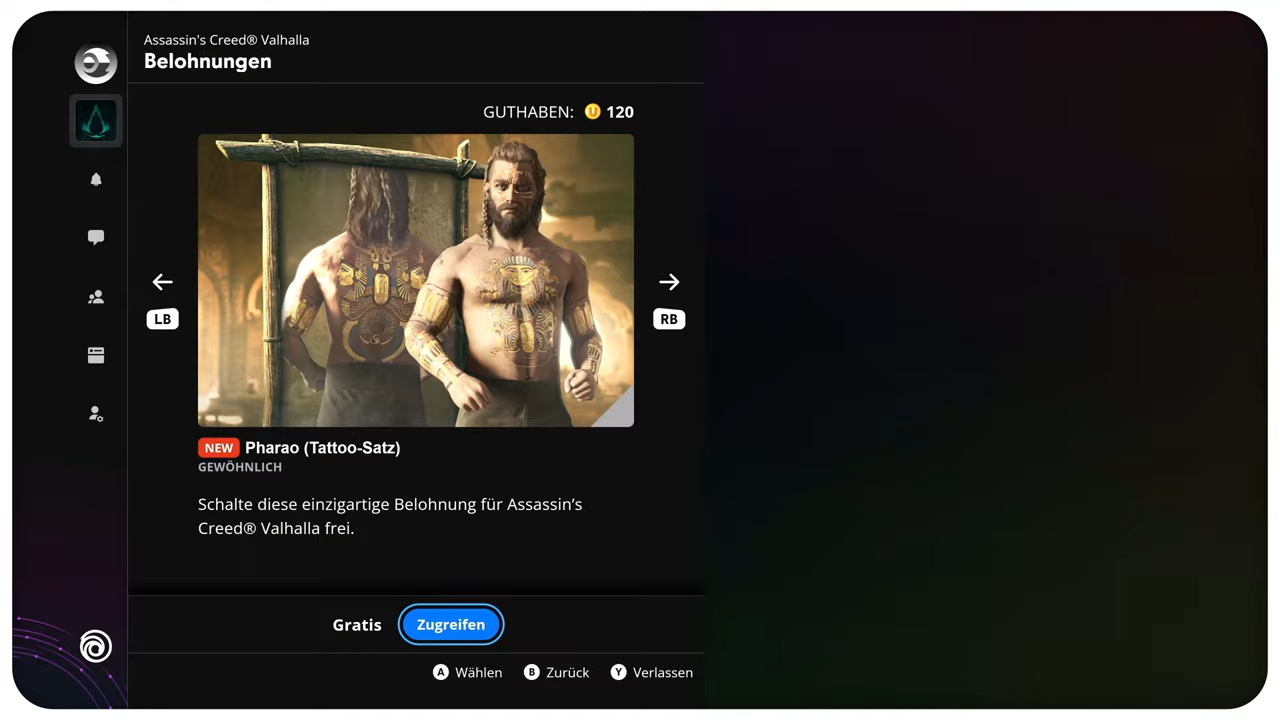 Assassin's Creed® Valhalla
Belohnungen
GUTHABEN: 120
LB
RB
NEW Pharao (Tattoo-Satz)
GEWÖHNLICH
Schalte diese einzigartige Belohnung für Assassin’s
Creed® Valhalla frei.
Gratis Zugreifen
A Wählen B Zurück Y Verlassen